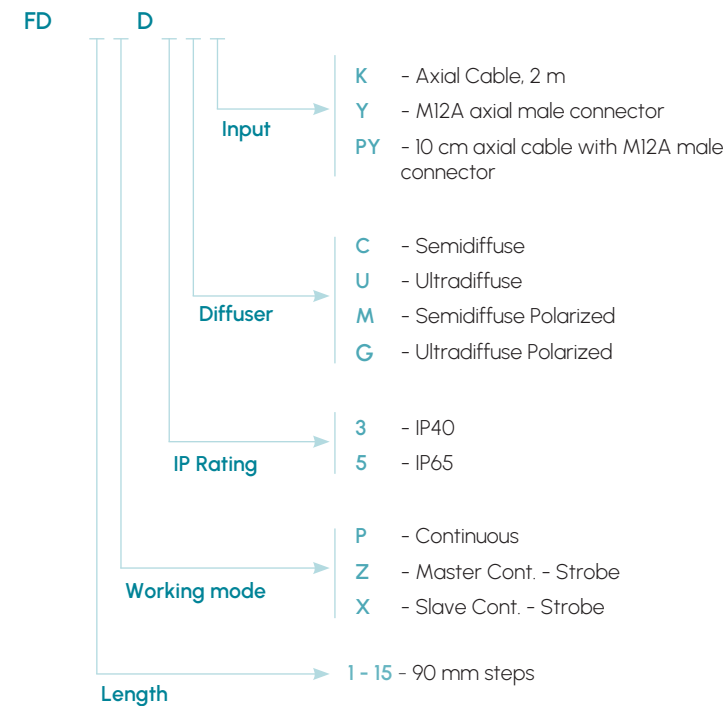 FD D
K - Axial Cable, 2 m
Y - M12A axial male connector
Input
PY - 10 cm axial cable with M12A male
connector
C - Semidiffuse
U - Ultradiffuse
Diffuser
M - Semidiffuse Polarized
G - Ultradiffuse Polarized
3 - IP40
IP Rating
5 - IP65
P - Continuous
Z - Master Cont. - Strobe
Working mode
X - Slave Cont. - Strobe
1 - 15 - 90 mm steps
Length